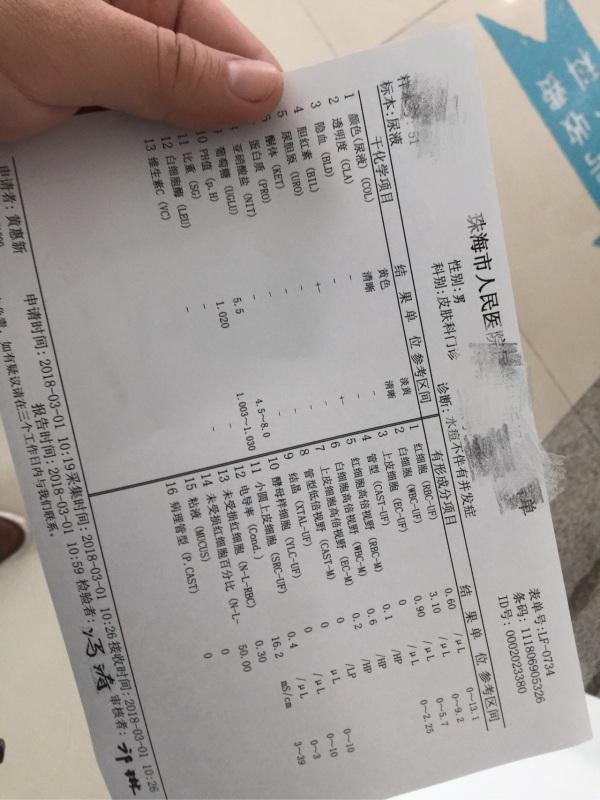 号收费
科
珠海市人民医院
单
表单号:LF-0734
条码: 111806905326
ID号: 0002023380
性别:男
科别:皮肤科门诊
诊断:水痘不伴有并发症
51
标本:尿液
干化学项目 结 果 单 位 参考区间
1 颜色(尿液) (COL) 黄色 淡黄
2 透明度 (CLA) 清晰 清晰
3 隐血 (BLD) - -
4 胆红素 (BIL) - -
5 尿胆原 (URO) +- +-
6 酮体 (KET) - -
蛋白质 (PRO) - -
8 亚硝酸盐 (NIT) - -
9 葡萄糖 (UGLU) - -
10 PH值 (p.H) 5.5 4.5~8.0
11 比重 (SG) 1.020 1.003~1.030
12 白细胞酶 (LEU) - -
13 维生素C (VC) - -
有形成分项目 结 果 单 位 参考区间
1 红细胞 (RBC-UF) 0.60 /μL 0~13.1
2 白细胞 (WBC-UF) 3.10 /μL 0~9.2
3 上皮细胞 (EC-UF) 0.90 /μL 0~5.7
4 管型 (CAST-UF) 0 /μL 0~2.25
5 红细胞高倍视野 (RBC-M) 0.1 /HP
6 白细胞高倍视野 (WBC-M) 0.6 /HP
7 上皮细胞高倍视野 (EC-M) 0.2 /HP
8 管型低倍视野 (CAST-M) 0 /LP
9 结晶 (XTAL-UF) 0 μL 0~10
10 酵母样细胞 (YLC-UF) 0 /μL 0~10
11 小圆上皮细胞 (SRC-UF) 0.4 /μL 0~3
12 电导率 (Cond.) 16.2 mS/cm 3~39
13 未受损红细胞 (N-L-RBC) 0.30
14 未受损红细胞百分比 (N-L- 50.00
15 粘液 (MUCUS) 0
16 病理管型 (P.CAST) 0
申请者: 黄惠新
申请时间: 2018-03-01 10:19 采集时间: 2018-03-01 10:26 接收时间: 2018-03-01 10:26
报告时间: 2018-03-01 10:59 检验者: 冯涛 审核者:
如有疑议请在三个工作日内与我们联系。